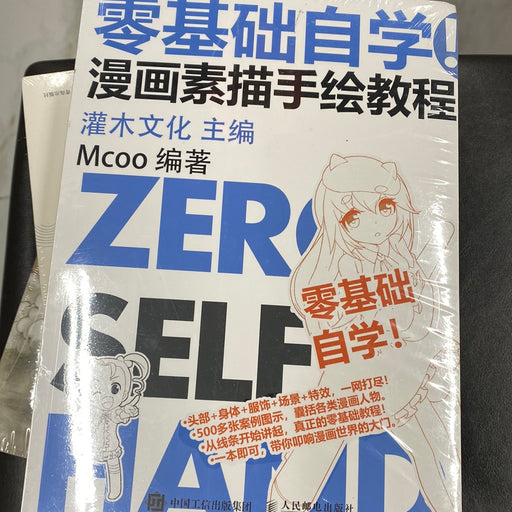 零基础自学!
漫画素描手绘教程
灌木文化 主编
Mcoo 编著
ZERO
SELF
HAND
零基础
自学!
•头部+身体+服饰+场景+特效,一网打尽!
•500多张案例图示,囊括各类漫画人物。
•从线条开始讲起,真正的零基础教程!
•一本即可,带你叩响漫画世界的大门。
中国工信出版集团 人民邮电出版社